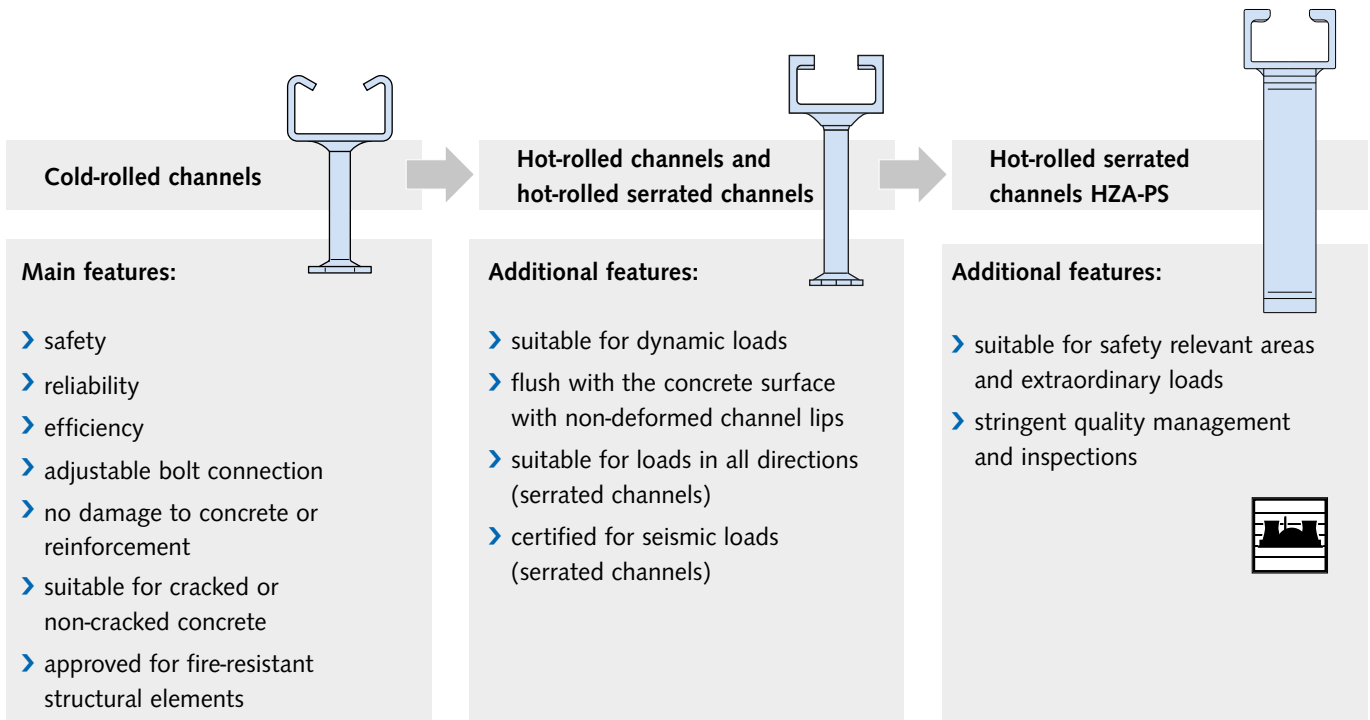 Cold-rolled channels
Hot-rolled channels and
hot-rolled serrated channels
Hot-rolled serrated
channels HZA-PS
Main features:
› safety
› reliability
› efficiency
› adjustable bolt connection
› no damage to concrete or
reinforcement
› suitable for cracked or
non-cracked concrete
› approved for fire-resistant
structural elements
Additional features:
› suitable for dynamic loads
› flush with the concrete surface
with non-deformed channel lips
› suitable for loads in all directions
(serrated channels)
› certified for seismic loads
(serrated channels)
Additional features:
› suitable for safety relevant areas
and extraordinary loads
› stringent quality management
and inspections